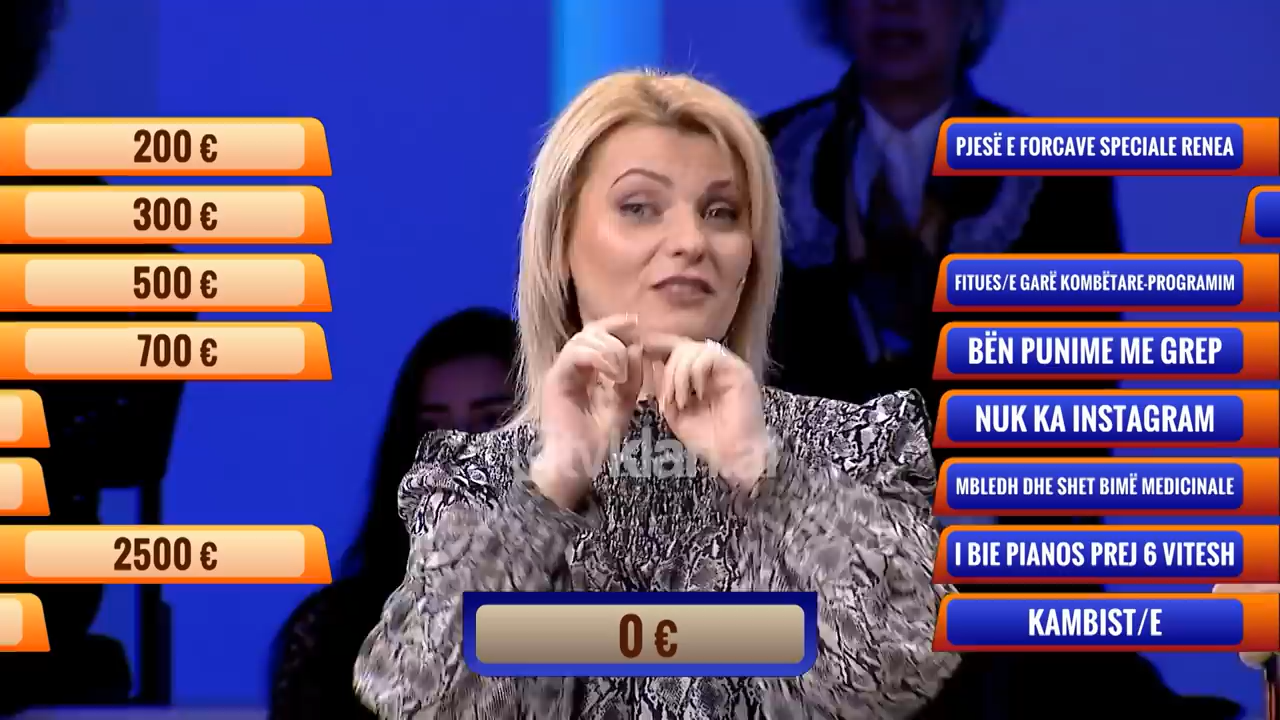 200 €
300 €
500 €
700 €
2500 €
PJESË E FORCAVE SPECIALE RENEA
FITUES/E GARË KOMBËTARE-PROGRAMIM
BËN PUNIME ME GREP
NUK KA INSTAGRAM
MBLEDH DHE SHET BIMË MEDICINALE
I BIE PIANOS PREJ 6 VITESH
KAMBIST/E
0 €